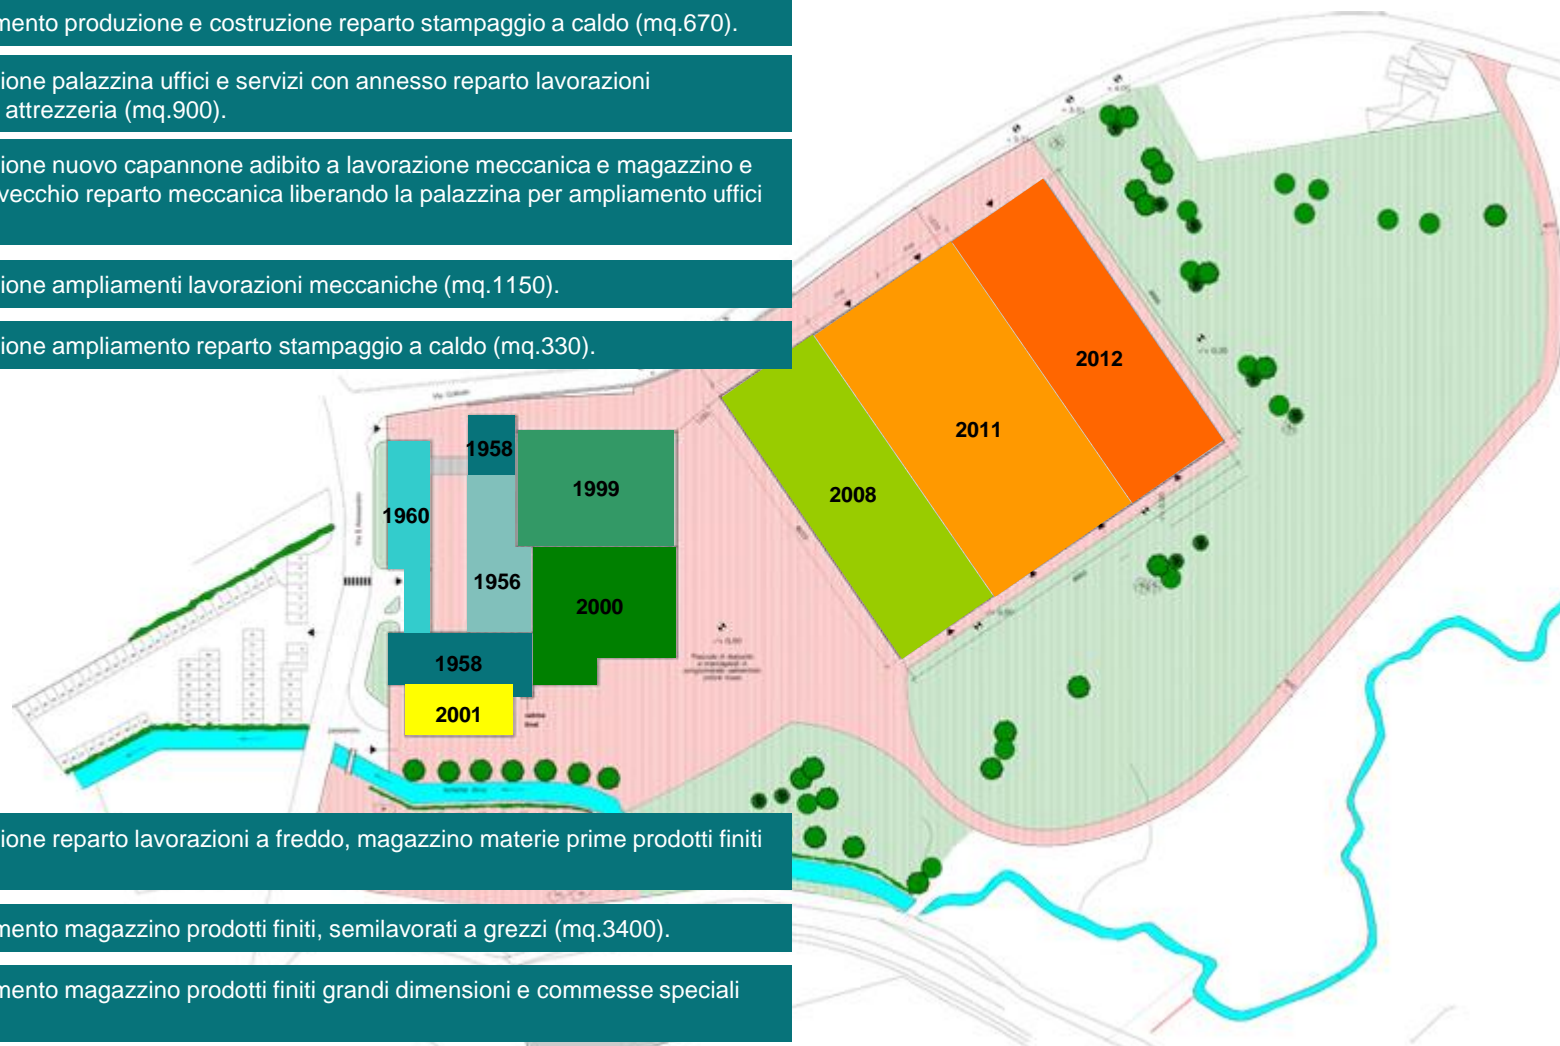 mento produzione e costruzione reparto stampaggio a caldo (mq.670).
ione palazzina uffici e servizi con annesso reparto lavorazioni
attrezzeria (mq.900).
ione nuovo capannone adibito a lavorazione meccanica e magazzino e
vecchio reparto meccanica liberando la palazzina per ampliamento uffici
ione ampliamenti lavorazioni meccaniche (mq.1150).
ione ampliamento reparto stampaggio a caldo (mq.330).
2012
2011
2008
1958
1999
1960
1956
2000
1958
2001
ione reparto lavorazioni a freddo, magazzino materie prime prodotti finiti
mento magazzino prodotti finiti, semilavorati a grezzi (mq.3400).
mento magazzino prodotti finiti grandi dimensioni e commesse speciali